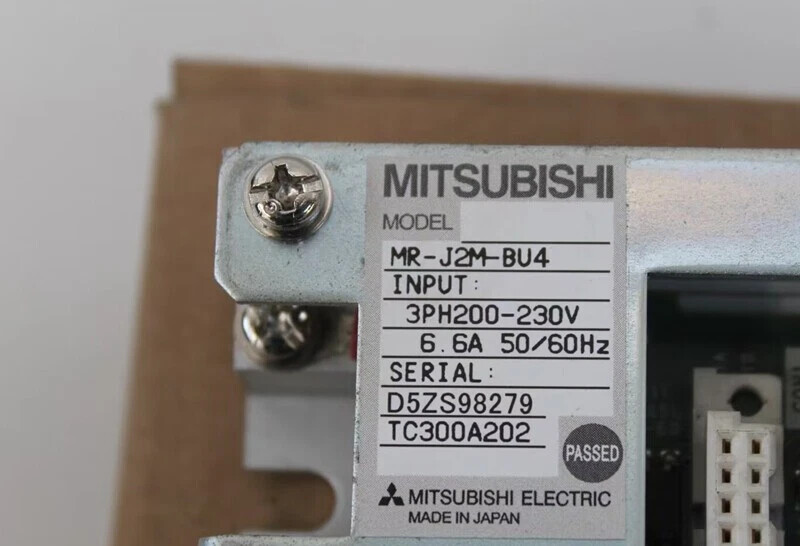 MITSUBISHI
MODEL
MR-J2M-BU4
INPUT:
3PH200-230V
6.6A 50/60Hz
SERIAL:
D5ZS98279
TC300A202
PASSED
MITSUBISHI ELECTRIC
MADE IN JAPAN